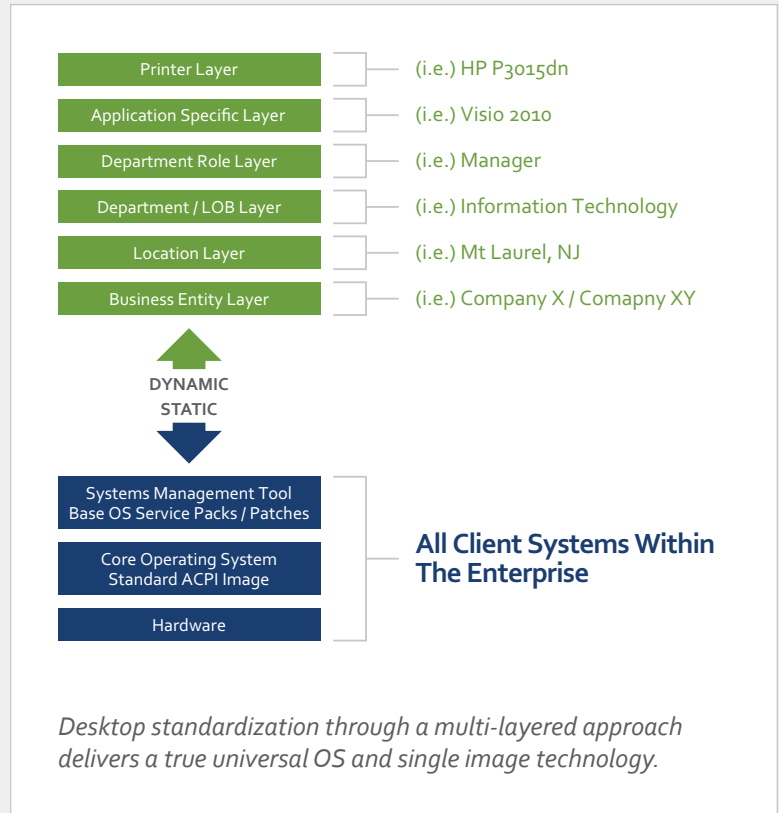 Printer Layer
(i.e.) HP P3015dn
Application Specific Layer
(i.e.) Visio 2010
Department Role Layer
(i.e.) Manager
Department / LOB Layer
(i.e.) Information Technology
Location Layer
(i.e.) Mt Laurel, NJ
Business Entity Layer
(i.e.) Company X / Comapny XY
DYNAMIC
STATIC
Systems Management Tool
Base OS Service Packs / Patches
Core Operating System
Standard ACPI Image
Hardware
All Client Systems Within
The Enterprise
Desktop standardization through a multi-layered approach
delivers a true universal OS and single image technology.